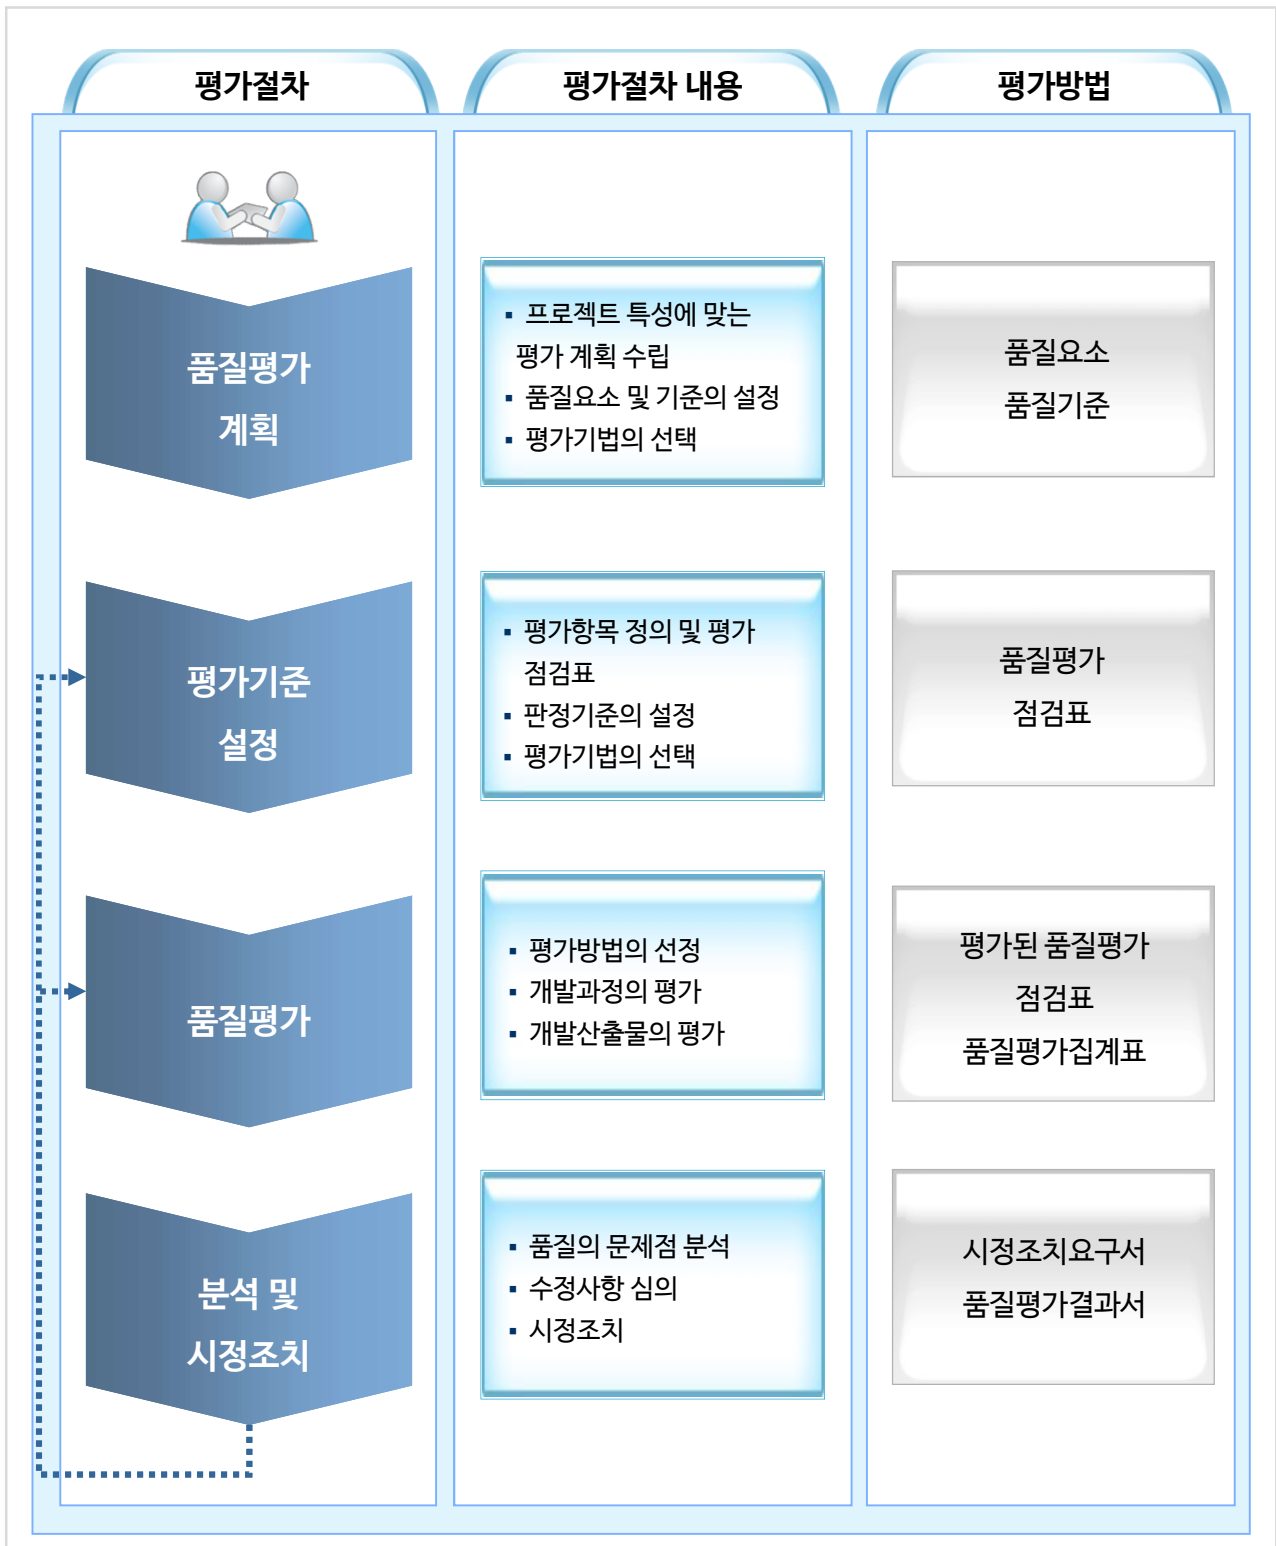 평가절차
평가절차 내용
평가방법
품질평가
계획
▪ 프로젝트 특성에 맞는
평가 계획 수립
▪ 품질요소 및 기준의 설정
▪ 평가기법의 선택
품질요소
품질기준
평가기준
설정
▪ 평가항목 정의 및 평가
점검표
▪ 판정기준의 설정
▪ 평가기법의 선택
품질평가
점검표
품질평가
▪ 평가방법의 선정
▪ 개발과정의 평가
▪ 개발산출물의 평가
평가된 품질평가
점검표
품질평가집계표
분석 및
시정조치
▪ 품질의 문제점 분석
▪ 수정사항 심의
▪ 시정조치
시정조치요구서
품질평가결과서